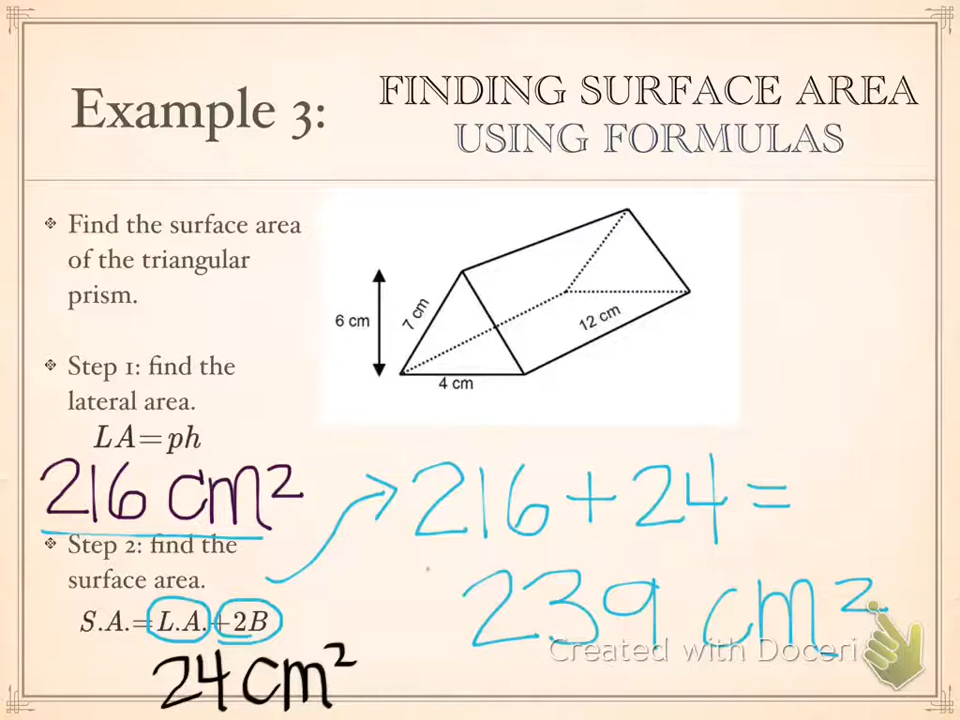 Example 3:
FINDING SURFACE AREA
USING FORMULAS
Find the surface area
of the triangular
prism.
6 cm
7 cm
12 cm
4 cm
Step 1: find the
lateral area.
LA=ph
216 cm²
Step 2: find the
surface area.
S.A.=L.A.+2B
24 cm²
216+24=
239 cm²
Created with Doceri